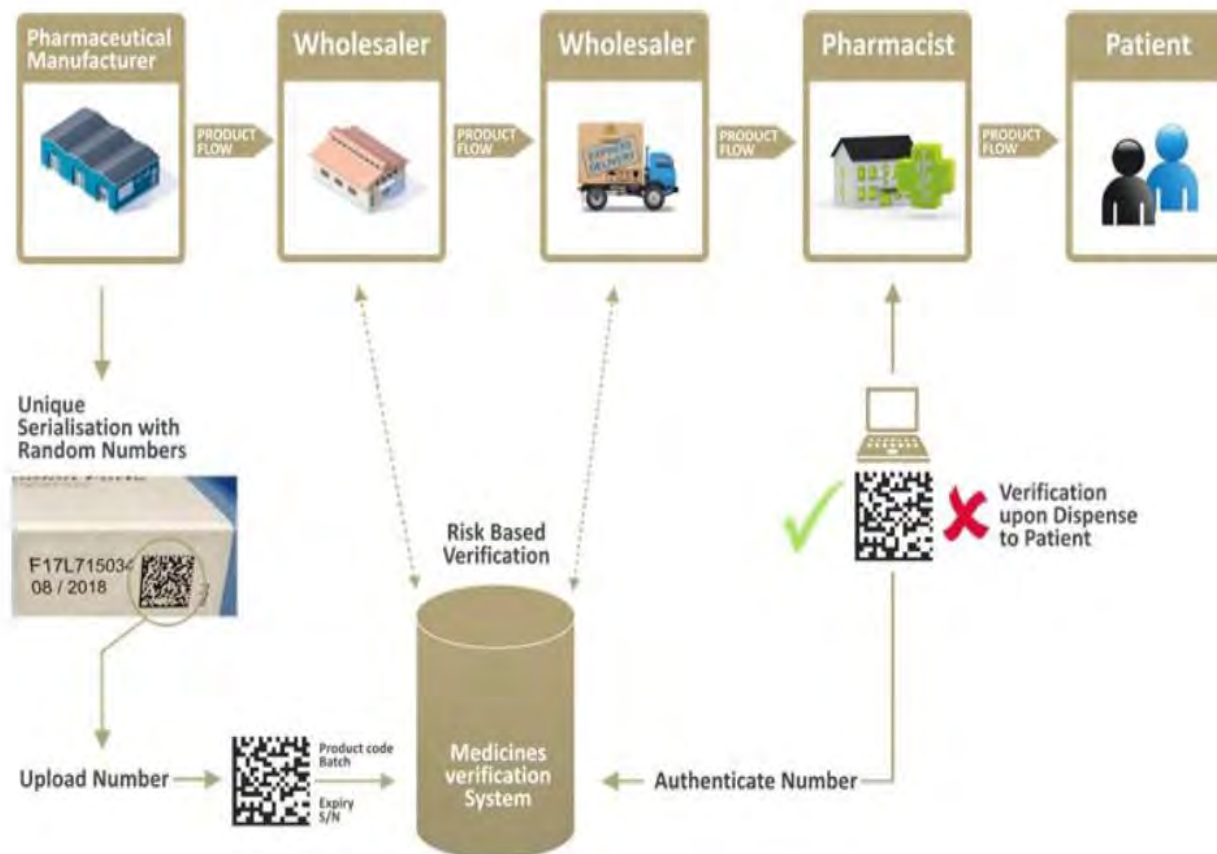 Pharmaceutical
Manufacturer
Wholesaler
Wholesaler
Pharmacist
Patient
PRODUCT
FLOW
PRODUCT
FLOW
PRODUCT
FLOW
PRODUCT
FLOW
EXPRESS
DELIVERY
Unique
Serialisation with
Random Numbers
F17L715034
08 / 2018
Risk Based
Verification
Verification
upon Dispense
to Patient
Upload Number
Product code
Batch
Expiry
S/N
Medicines
verification
System
Authenticate Number